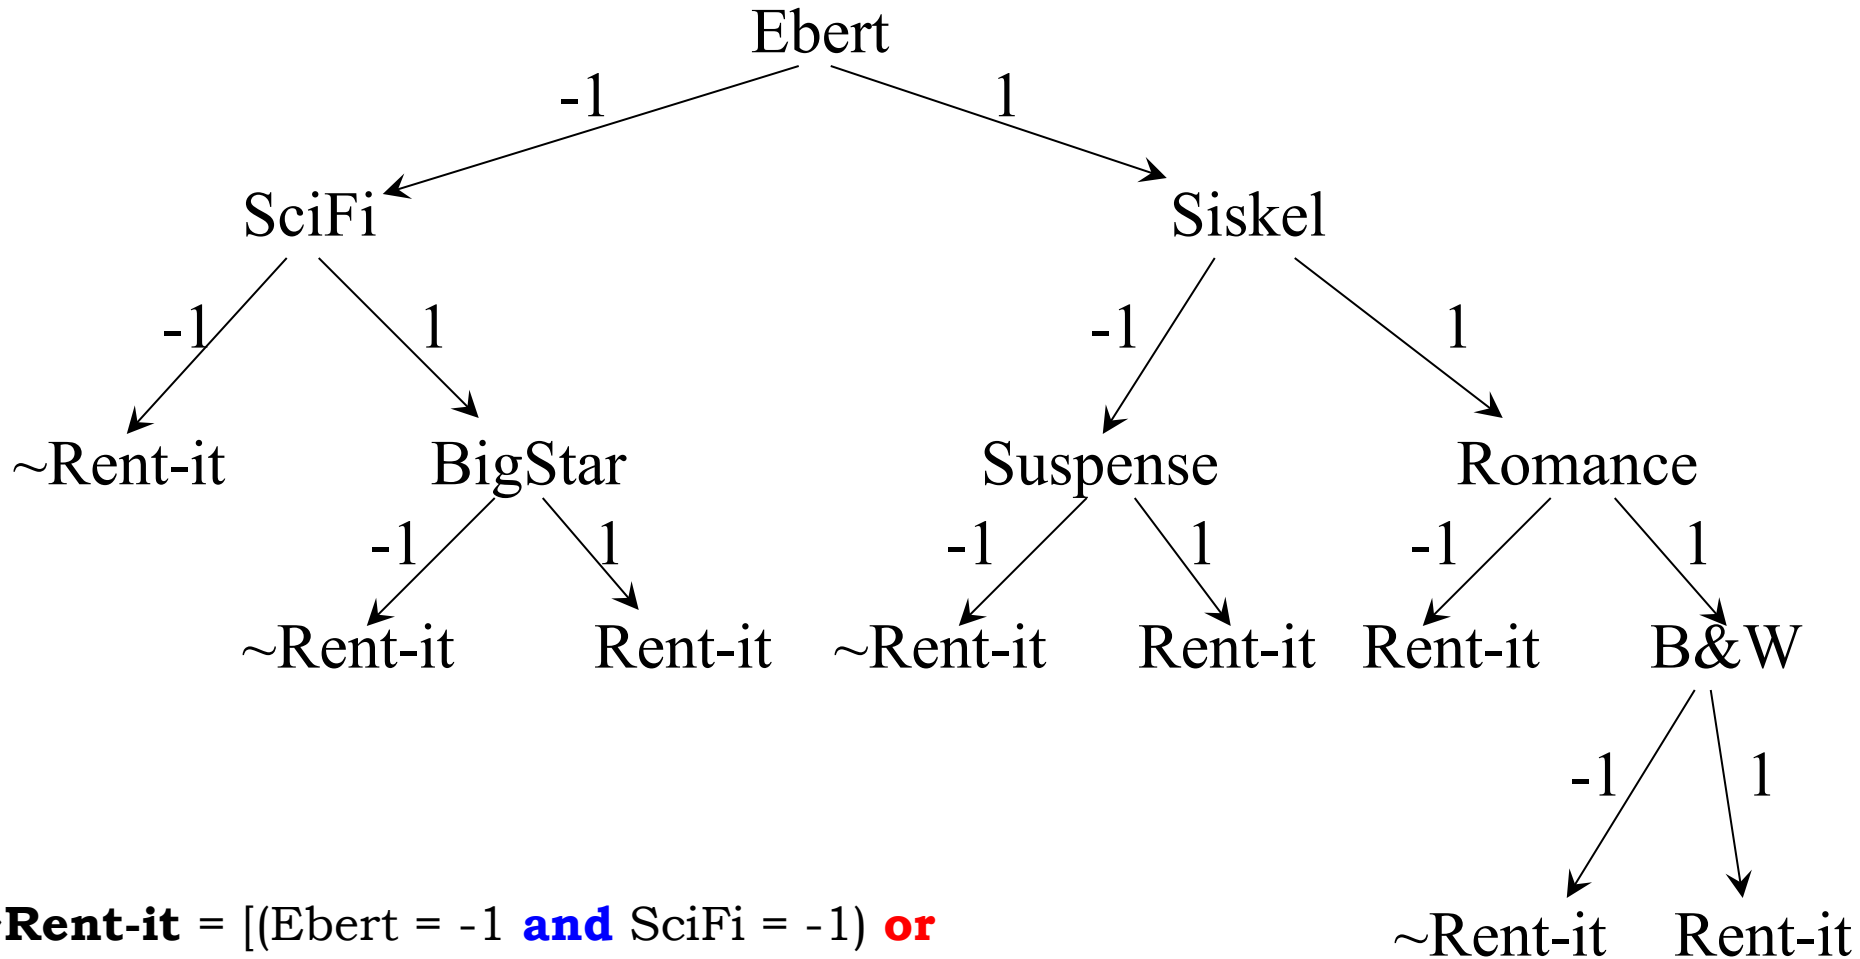 Ebert
-1 1
SciFi Siskel
-1 1 -1 1
~Rent-it BigStar Suspense Romance
-1 1 -1 1 -1 1
~Rent-it Rent-it ~Rent-it Rent-it Rent-it B&W
-1 1
Rent-it = [(Ebert = -1 and SciFi = -1) or
~Rent-it Rent-it